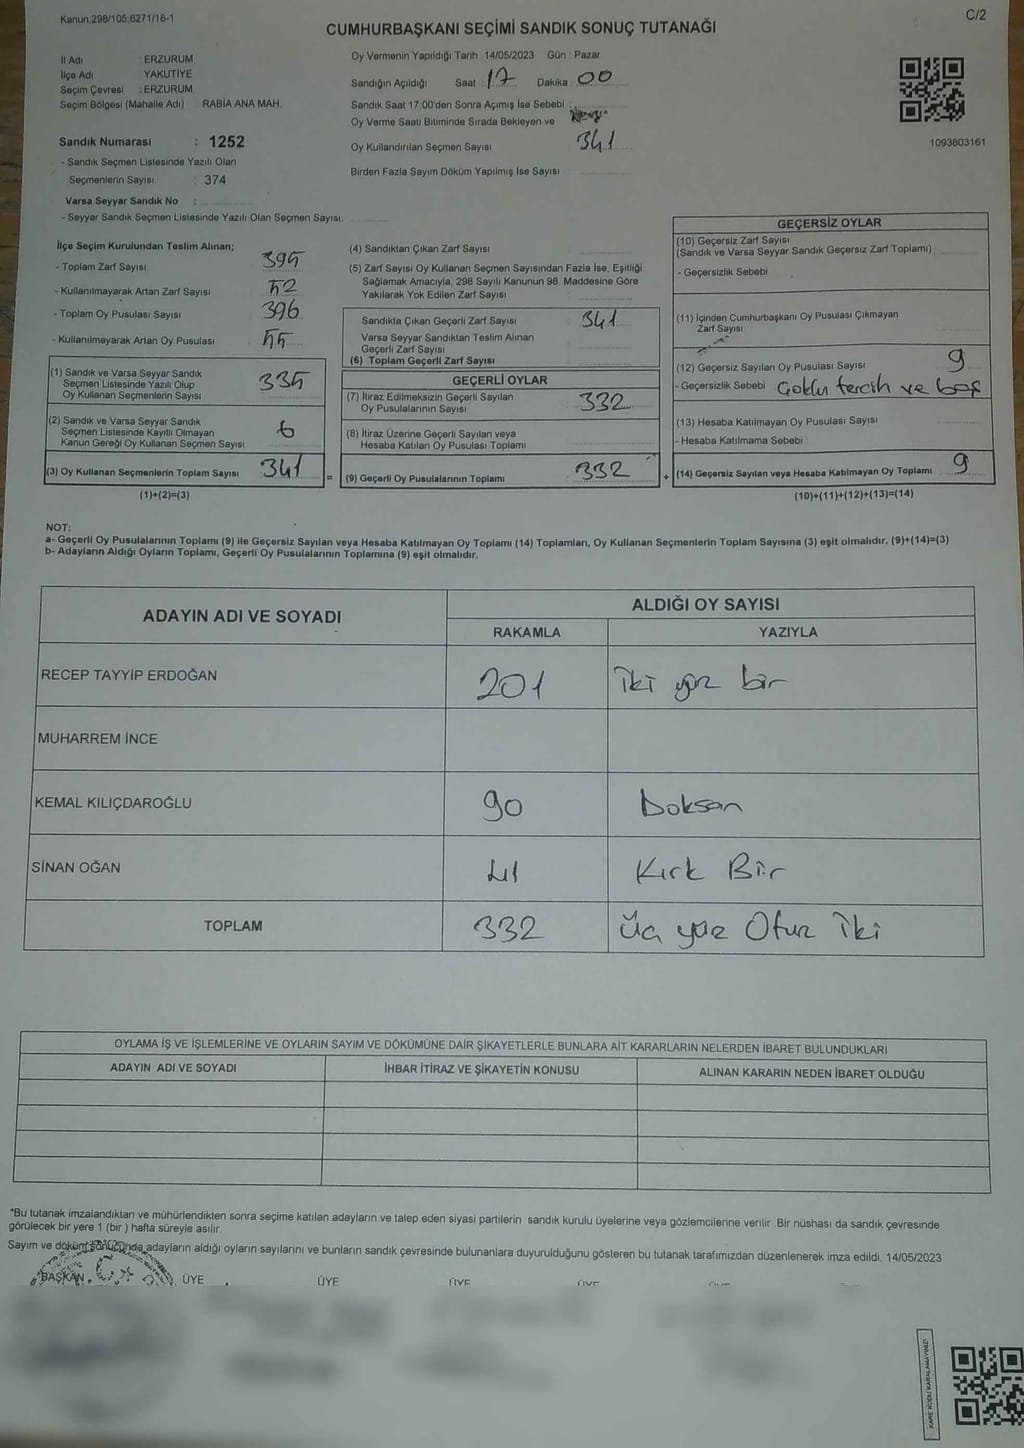 Kanun,298/105,6271/18-1
C/2
CUMHURBAŞKANI SEÇİMİ SANDIK SONUÇ TUTANAĞI
İl Adı : ERZURUM
İlçe Adı YAKUTİYE
Seçim Çevresi : ERZURUM
Seçim Bölgesi (Mahalle Adı) RABİA ANA MAH.
Sandık Numarası : 1252
- Sandık Seçmen Listesinde Yazılı Olan
Seçmenlerin Sayısı : 374
Varsa Seyyar Sandık No :
- Seyyar Sandık Seçmen Listesinde Yazılı Olan Seçmen Sayısı:
Oy Vermenin Yapıldığı Tarih 14/05/2023 Gün : Pazar
Sandığın Açıldığı Saat : 17 Dakika : 00
Sandık Saat 17:00'den Sonra Açımış İse Sebebi :
Oy Verme Saati Bitiminde Sırada Bekleyen ve
Oy Kullandırılan Seçmen Sayısı 341
Birden Fazla Sayım Döküm Yapılmış İse Sayısı
1093803161
İlçe Seçim Kurulundan Teslim Alınan;
- Toplam Zarf Sayısı 395
- Kullanılmayarak Artan Zarf Sayısı 52
- Toplam Oy Pusulası Sayısı 396
- Kullanılmayarak Artan Oy Pusulası 55
(1) Sandık ve Varsa Seyyar Sandık
Seçmen Listesinde Yazılı Olup
Oy Kullanan Seçmenlerin Sayısı 335
(2) Sandık ve Varsa Seyyar Sandık
Seçmen Listesinde Kayıtlı Olmayan
Kanun Gereği Oy Kullanan Seçmen Sayısı 6
(3) Oy Kullanan Seçmenlerin Toplam Sayısı 341
(1)+(2)=(3)
=
(4) Sandıktan Çıkan Zarf Sayısı
(5) Zarf Sayısı Oy Kullanan Seçmen Sayısından Fazla İse, Eşitliği
Sağlamak Amacıyla, 298 Sayılı Kanunun 98. Maddesine Göre
Yakılarak Yok Edilen Zarf Sayısı
Sandıkta Çıkan Geçerli Zarf Sayısı 341
Varsa Seyyar Sandıktan Teslim Alınan
Geçerli Zarf Sayısı
(6) Toplam Geçerli Zarf Sayısı
GEÇERLİ OYLAR
(7) İtiraz Edilmeksizin Geçerli Sayılan
Oy Pusulalarının Sayısı 332
(8) İtiraz Üzerine Geçerli Sayılan veya
Hesaba Katılan Oy Pusulası Toplamı
(9) Geçerli Oy Pusulalarının Toplamı 332
+
GEÇERSİZ OYLAR
(10) Geçersiz Zarf Sayısı
(Sandık ve Varsa Seyyar Sandık Geçersiz Zarf Toplamı)
- Geçersizlik Sebebi
(11) İçinden Cumhurbaşkanı Oy Pusulası Çıkmayan
Zarf Sayısı
(12) Geçersiz Sayılan Oy Pusulası Sayısı 9
- Geçersizlik Sebebi Çoklu tercih ve boş
(13) Hesaba Katılmayan Oy Pusulası Sayısı
- Hesaba Katılmama Sebebi :
(14) Geçersiz Sayılan veya Hesaba Katılmayan Oy Toplamı 9
(10)+(11)+(12)+(13)=(14)
NOT:
a- Geçerli Oy Pusulalarının Toplamı (9) ile Geçersiz Sayılan veya Hesaba Katılmayan Oy Toplamı (14) Toplamları, Oy Kullanan Seçmenlerin Toplam Sayısına (3) eşit olmalıdır. (9)+(14)=(3)
b- Adayların Aldığı Oyların Toplamı, Geçerli Oy Pusulalarının Toplamına (9) eşit olmalıdır.
ADAYIN ADI VE SOYADI
ALDIĞI OY SAYISI
RAKAMLA YAZIYLA
RECEP TAYYİP ERDOĞAN 201 İki yüz bir
MUHARREM İNCE
KEMAL KILIÇDAROĞLU 90 Doksan
SİNAN OĞAN 41 Kırk Bir
TOPLAM 332 Üç yüz Otuz İki
OYLAMA İŞ VE İŞLEMLERİNE VE OYLARIN SAYIM VE DÖKÜMÜNE DAİR ŞİKAYETLERLE BUNLARA AİT KARARLARIN NELERDEN İBARET BULUNDUKLARI
ADAYIN ADI VE SOYADI İHBAR İTİRAZ VE ŞİKAYETİN KONUSU ALINAN KARARIN NEDEN İBARET OLDUĞU
*Bu tutanak imzalandıktan ve mühürlendikten sonra seçime katılan adayların ve talep eden siyasi partilerin sandık kurulu üyelerine veya gözlemcilerine verilir. Bir nüshası da sandık çevresinde
görülecek bir yere 1 (bir ) hafta süreyle asılır.
Sayım ve döküm sonucunda adayların aldığı oyların sayılarını ve bunların sandık çevresinde bulunanlara duyurulduğunu gösteren bu tutanak tarafımızdan düzenlenerek imza edildi. 14/05/2023
BAŞKAN ÜYE ÜYE ÜYE ÜYE
KARE KODU KARALAMAYINIZ!